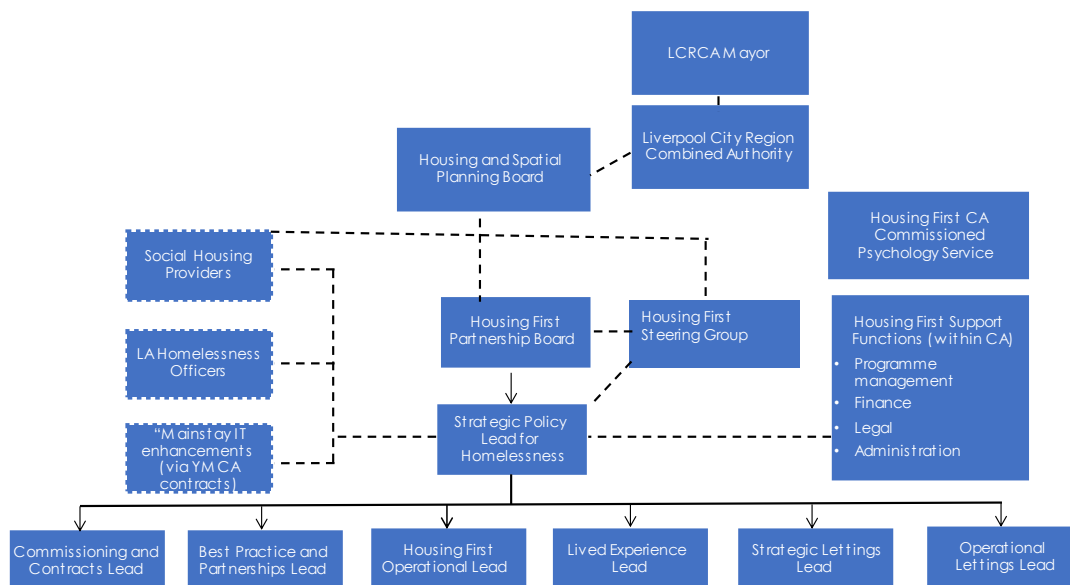 LCRCA Mayor
Liverpool City Region
Combined Authority
Housing and Spatial
Planning Board
Housing First CA
Commissioned
Psychology Service
Social Housing
Providers
Housing First
Partnership Board
Housing First
Steering Group
Housing First Support
Functions (within CA)
• Programme
management
• Finance
• Legal
• Administration
LA Homelessness
Officers
Strategic Policy
Lead for
Homelessness
"Mainstay IT
enhancements
(via YMCA
contracts)
Commissioning and
Contracts Lead
Best Practice and
Partnerships Lead
Housing First
Operational Lead
Lived Experience
Lead
Strategic Lettings
Lead
Operational
Lettings Lead